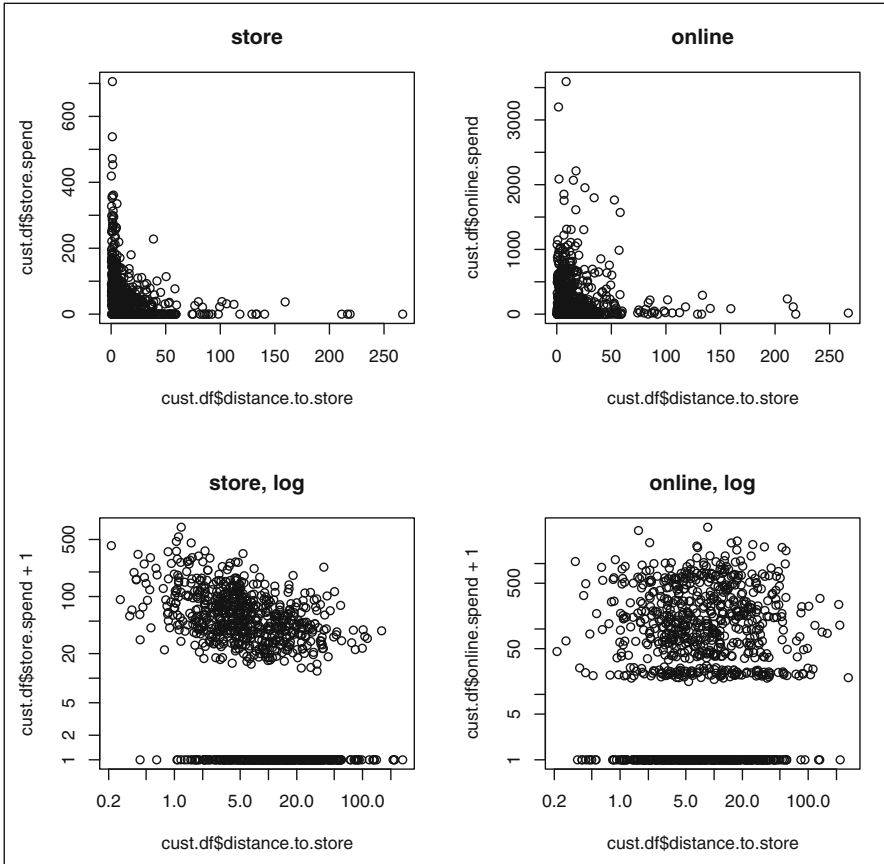 store
cust.df$store.spend
600
400
200
0
0 50 100 150 200 250
cust.df$distance.to.store
online
cust.df$online.spend
3000
2000
1000
0
0 50 100 150 200 250
cust.df$distance.to.store
store, log
cust.df$store.spend + 1
500
100
20
5
2
1
0.2 1.0 5.0 20.0 100.0
cust.df$distance.to.store
online, log
cust.df$online.spend + 1
500
50
5
1
0.2 1.0 5.0 20.0 100.0
cust.df$distance.to.store